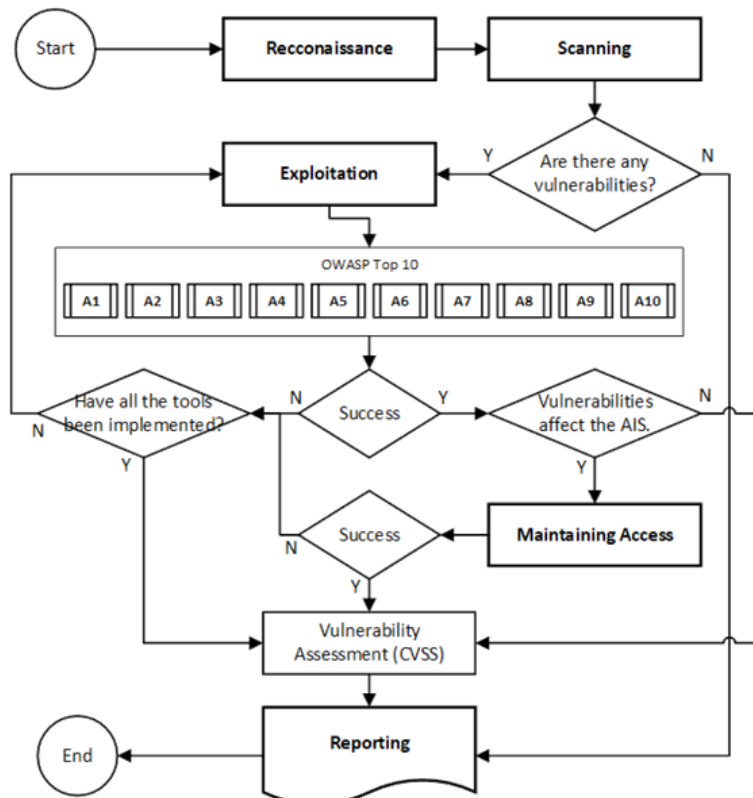 Start
Recconaissance
Scanning
Y
Are there any
vulnerabilities?
N
Exploitation
OWASP Top 10
A1 A2 A3 A4 A5 A6 A7 A8 A9 A10
Have all the tools
been implemented?
N
Y
N
Success
Y
Vulnerabilities
affect the AIS.
N
Y
Success
N
Y
Maintaining Access
Vulnerability
Assessment (CVSS)
End
Reporting